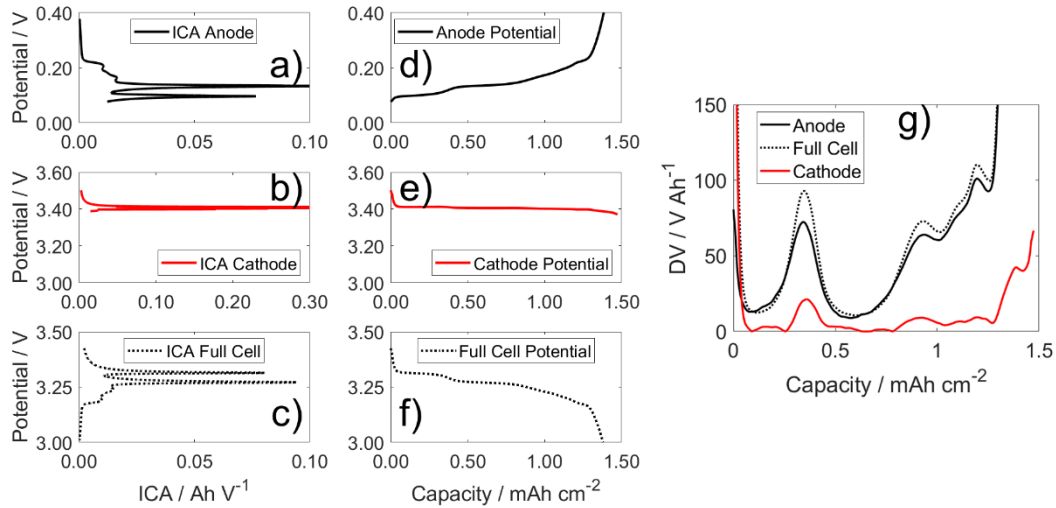 0.40
0.20
0.00
Potential / V
ICA Anode
a)
0.00
0.05
0.10
0.40
0.20
0.00
Anode Potential
d)
0.00
0.50
1.00
1.50
3.60
3.40
3.20
3.00
Potential / V
b)
ICA Cathode
0.00
0.10
0.20
0.30
3.60
3.40
3.20
3.00
e)
Cathode Potential
0.00
0.50
1.00
1.50
3.50
3.25
3.00
Potential / V
ICA Full Cell
c)
0.00
0.05
0.10
ICA / Ah V⁻¹
3.50
3.25
3.00
Full Cell Potential
f)
0.00
0.50
1.00
1.50
Capacity / mAh cm⁻²
150
100
50
0
DV / V Ah⁻¹
Anode
Full Cell
Cathode
g)
0
0.5
1
1.5
Capacity / mAh cm⁻²